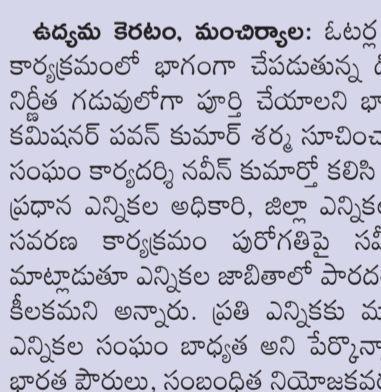 ఉద్యమ కెరటం, మంచిర్యాల: ఓటర్ల
కార్యక్రమంలో భాగంగా చేపడుతున్న
నిర్ణీత గడువులోగా పూర్తి చేయాలని భా
కమిషనర్ పవన్ కుమార్ శర్మ సూచించ
సంఘం కార్యదర్శి నవీన్ కుమార్తో కలిసి
ప్రధాన ఎన్నికల అధికారి, జిల్లా ఎన్నిక
సవరణ కార్యక్రమం పురోగతిపై సమీ
మాట్లాడుతూ ఎన్నికల జాబితాలో పారద
కీలకమని అన్నారు. ప్రతి ఎన్నికకు మ
ఎన్నికల సంఘం బాధ్యత అని పేర్కొనా
భారత పౌరులు, సంబంధిత నియోజకవ